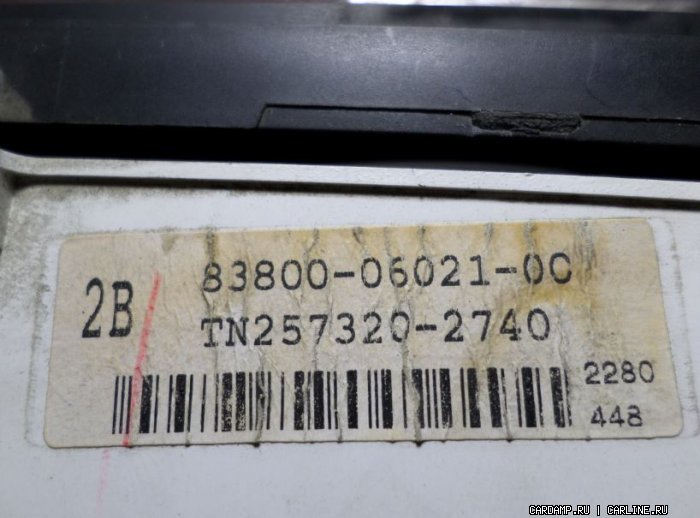 2B
83800-06021-0C
TN257320-2740
2280
448
CARDAMP.RU | CARLINE.RU